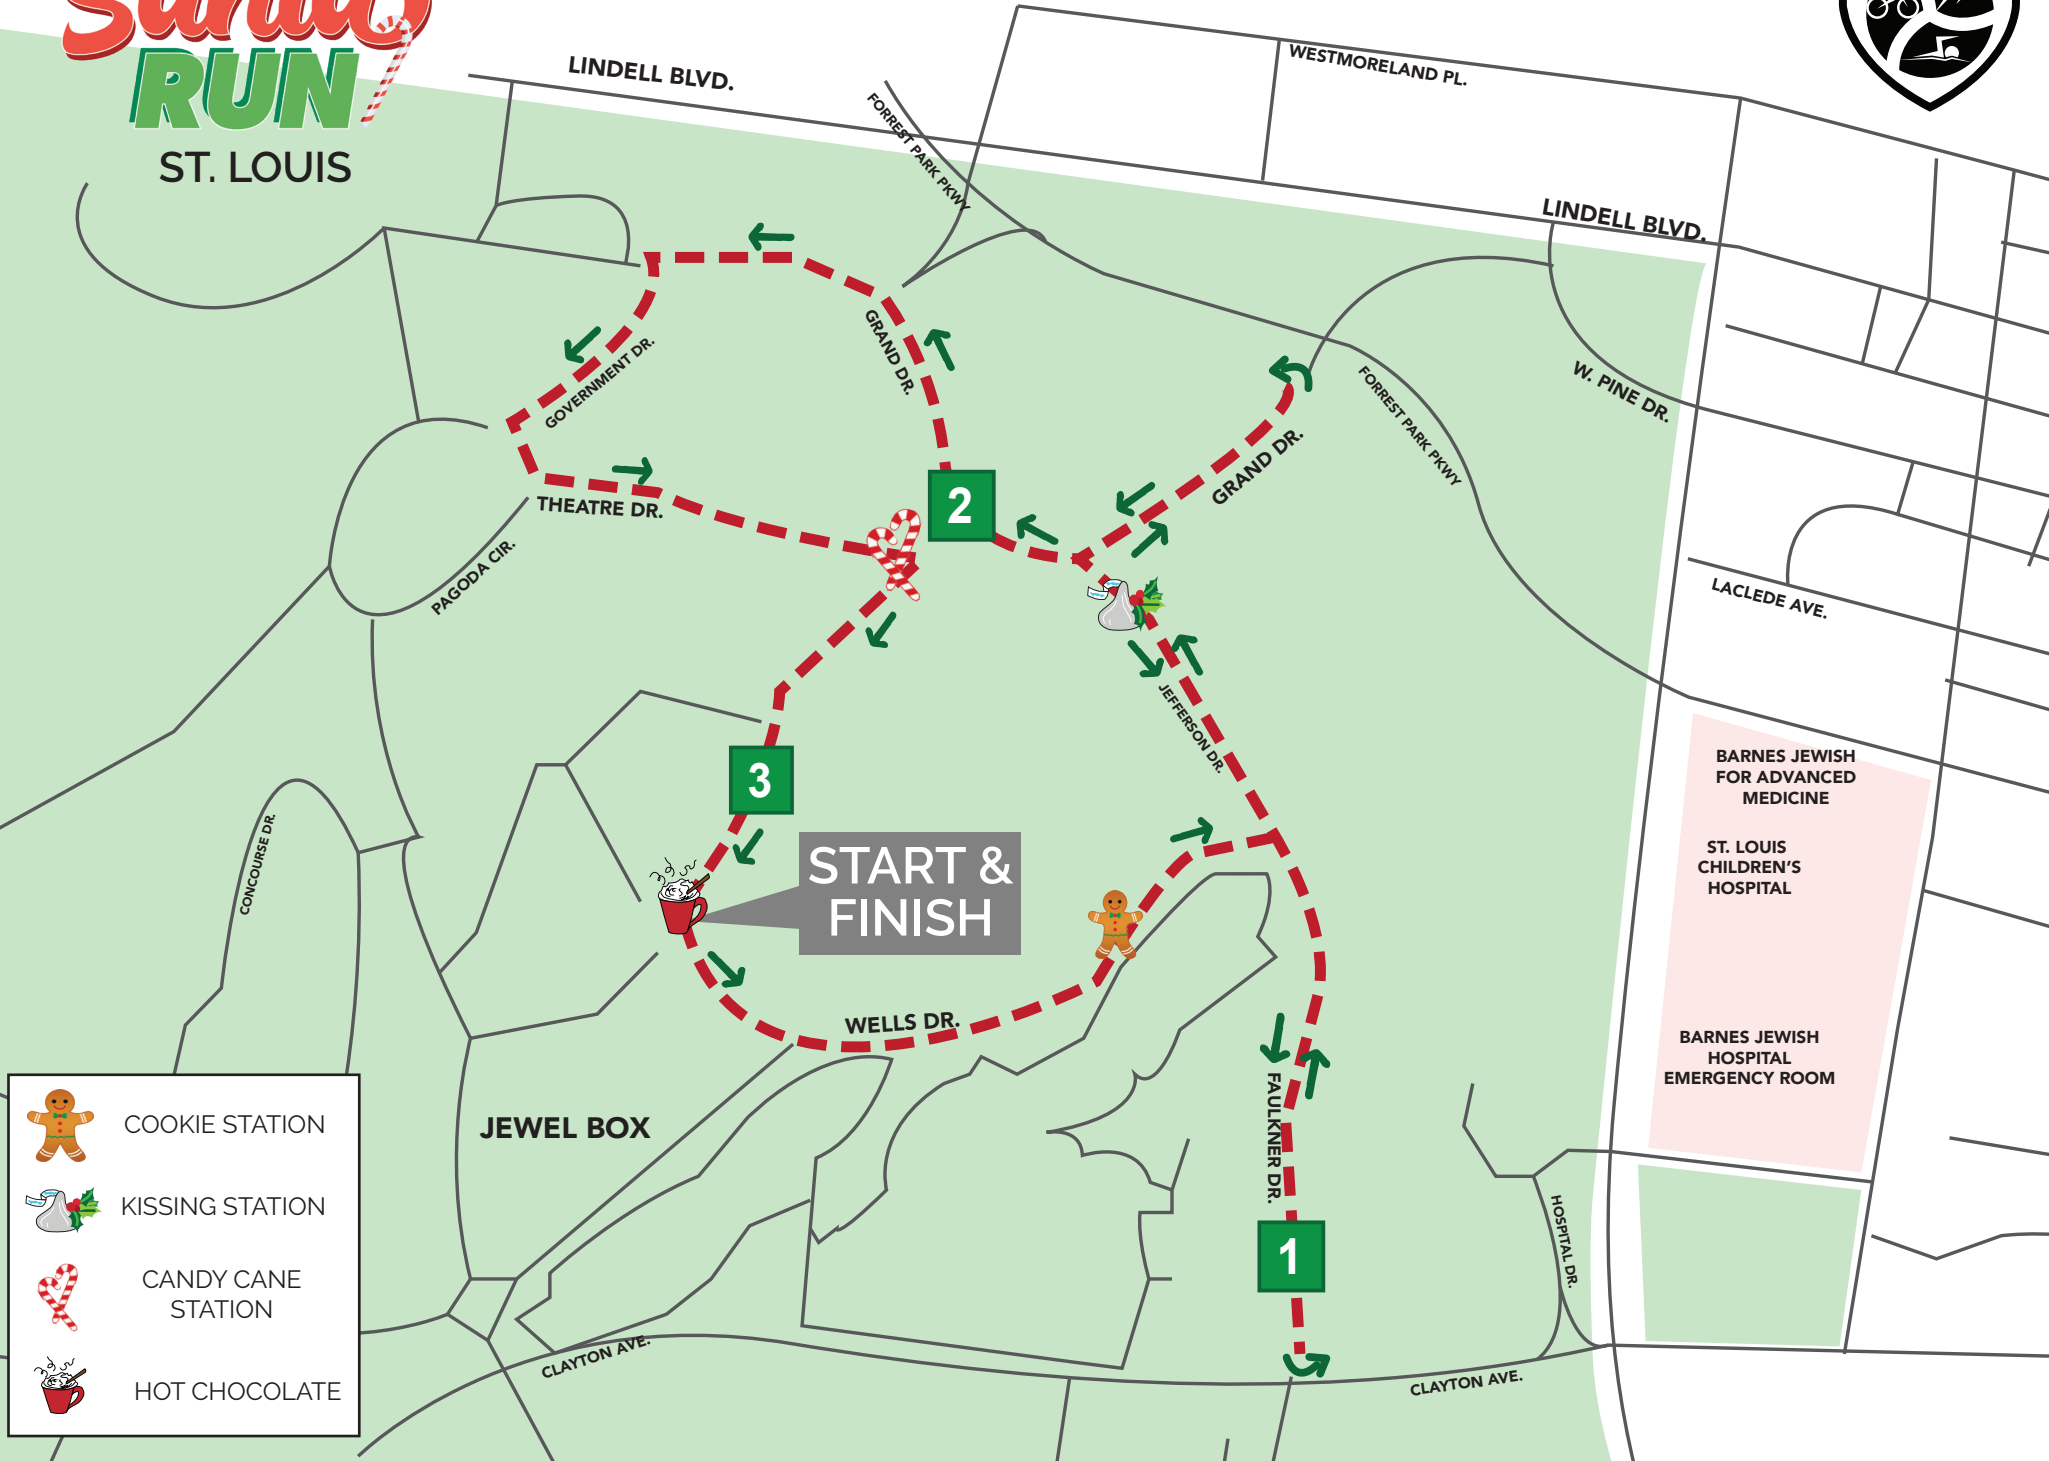 Santa
RUN
ST. LOUIS
LINDELL BLVD.
WESTMORELAND PL.
FORREST PARK PKWY
LINDELL BLVD.
GRAND DR.
GOVERNMENT DR.
W. PINE DR.
FORREST PARK PKWY
GRAND DR.
THEATRE DR.
2
PAGODA CIR.
LACLEDE AVE.
JEFFERSON DR.
3
BARNES JEWISH
FOR ADVANCED
MEDICINE
ST. LOUIS
CHILDREN'S
HOSPITAL
CONCOURSE DR.
START &
FINISH
WELLS DR.
BARNES JEWISH
HOSPITAL
EMERGENCY ROOM
JEWEL BOX
FAULKNER DR.
1
HOSPITAL DR.
CLAYTON AVE.
CLAYTON AVE.
COOKIE STATION
KISSING STATION
CANDY CANE
STATION
HOT CHOCOLATE